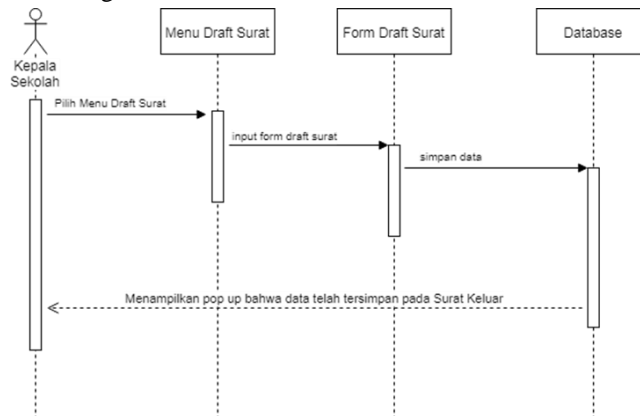 Menu Draft Surat
Form Draft Surat
Database
Kepala
Sekolah
Pilih Menu Draft Surat
input form draft surat
simpan data
Menampilkan pop up bahwa data telah tersimpan pada Surat Keluar